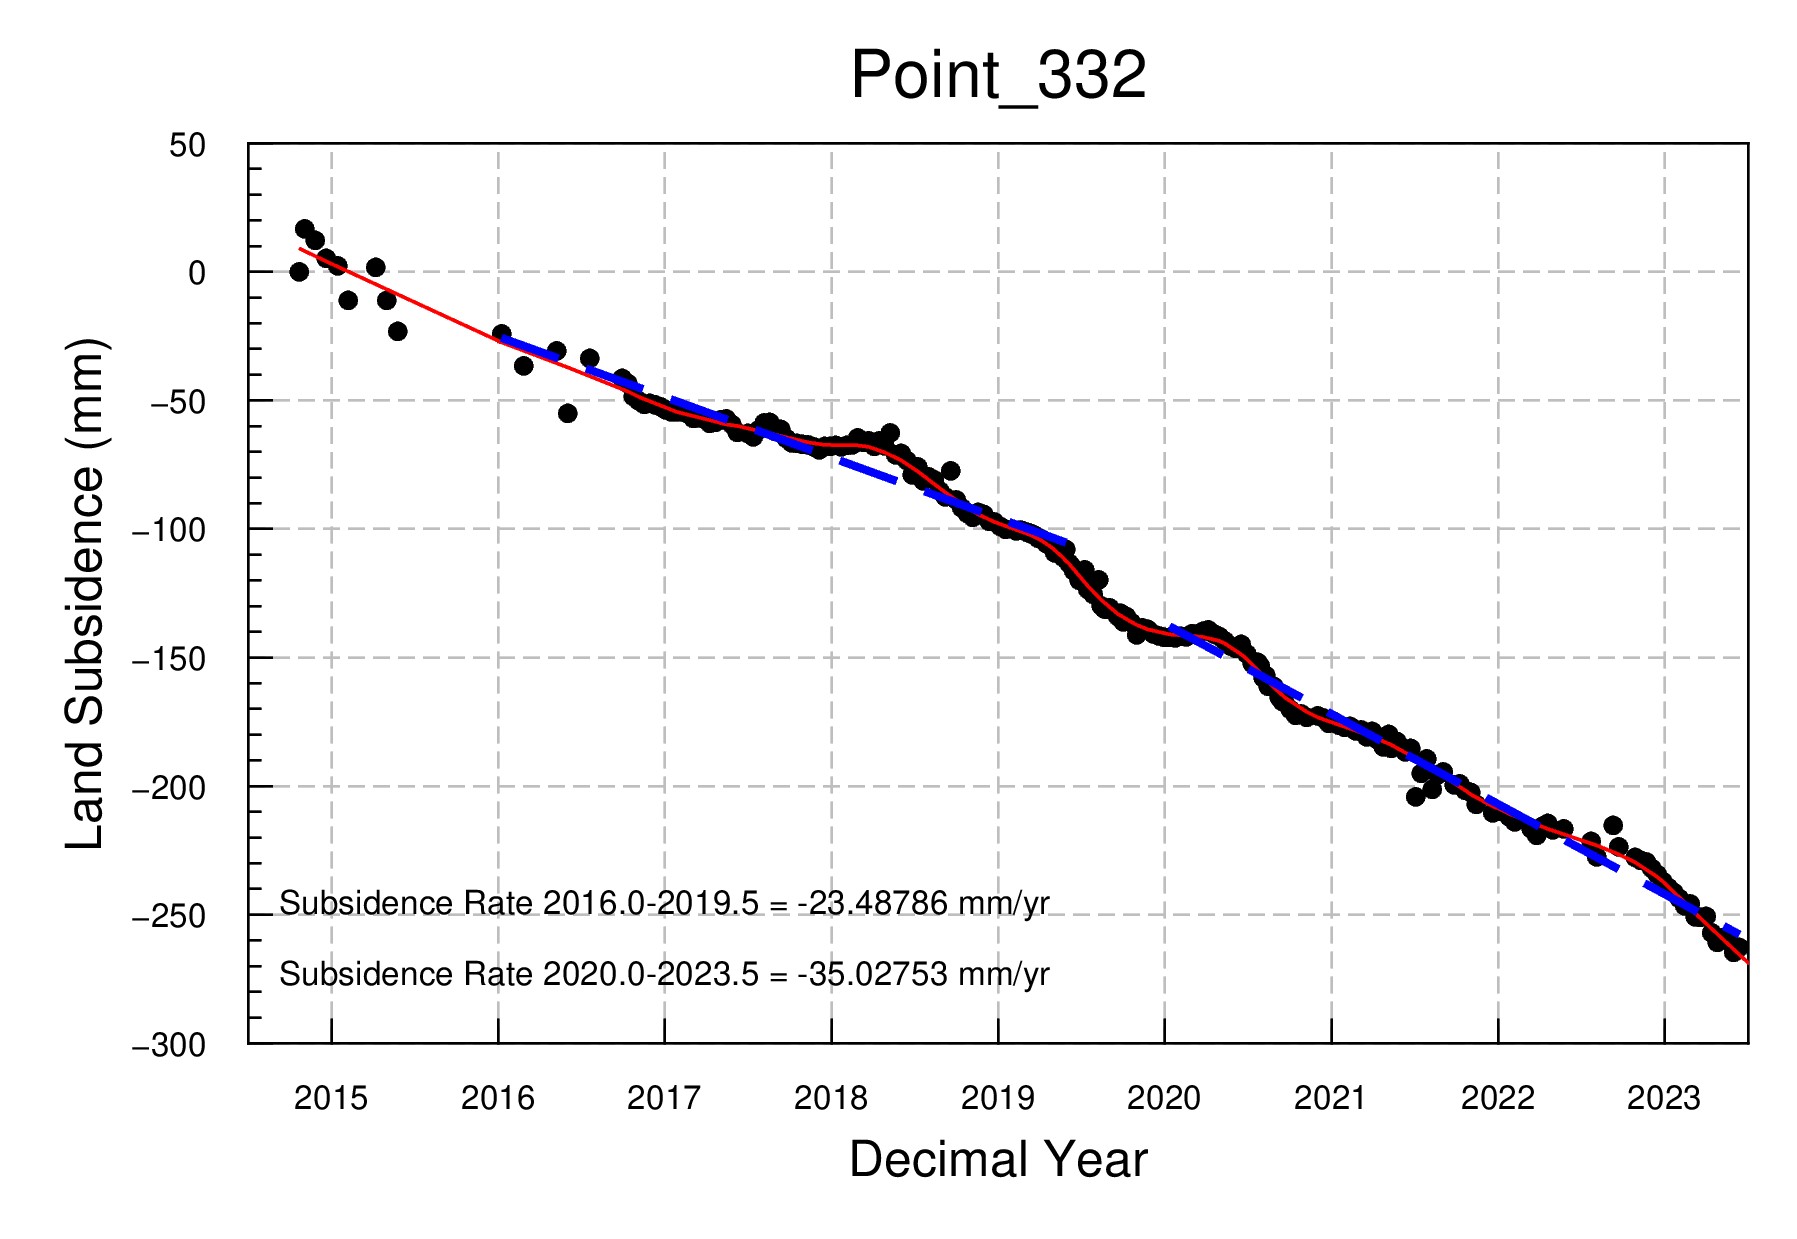 Point_332
50
0
−50
−100
−150
−200
−250
−300
Land Subsidence (mm)
Subsidence Rate 2016.0-2019.5 = -23.48786 mm/yr
Subsidence Rate 2020.0-2023.5 = -35.02753 mm/yr
2015 2016 2017 2018 2019 2020 2021 2022 2023
Decimal Year